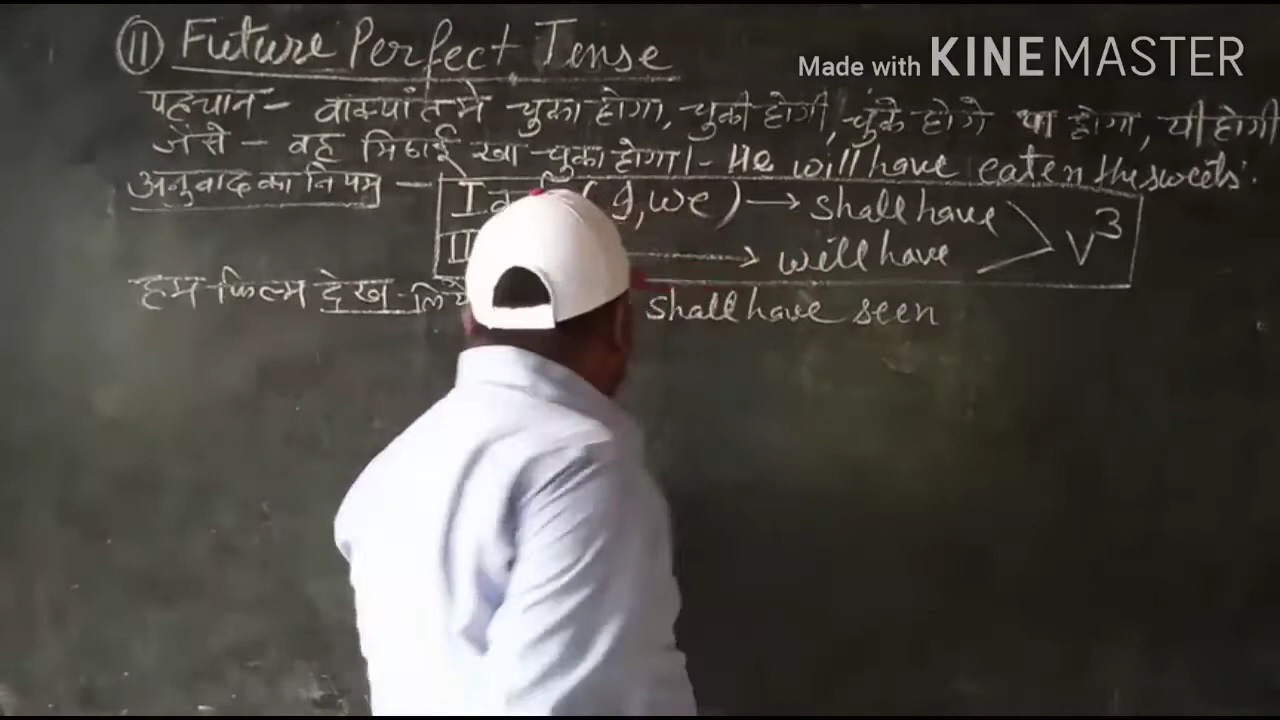 ⑪ Future Perfect Tense
Made with KINEMASTER
पहचान - वाक्यांत मे चुका होगा, चुकी होगी, चुके होगे या होगा, यी होगी
जैसे - वह मिठाई खा चुका होगा। - He will have eaten the sweets.
अनुवाद का नियम - I (I, we) → shall have
II → will have > V³
हम फिल्म देख लिये shall have seen